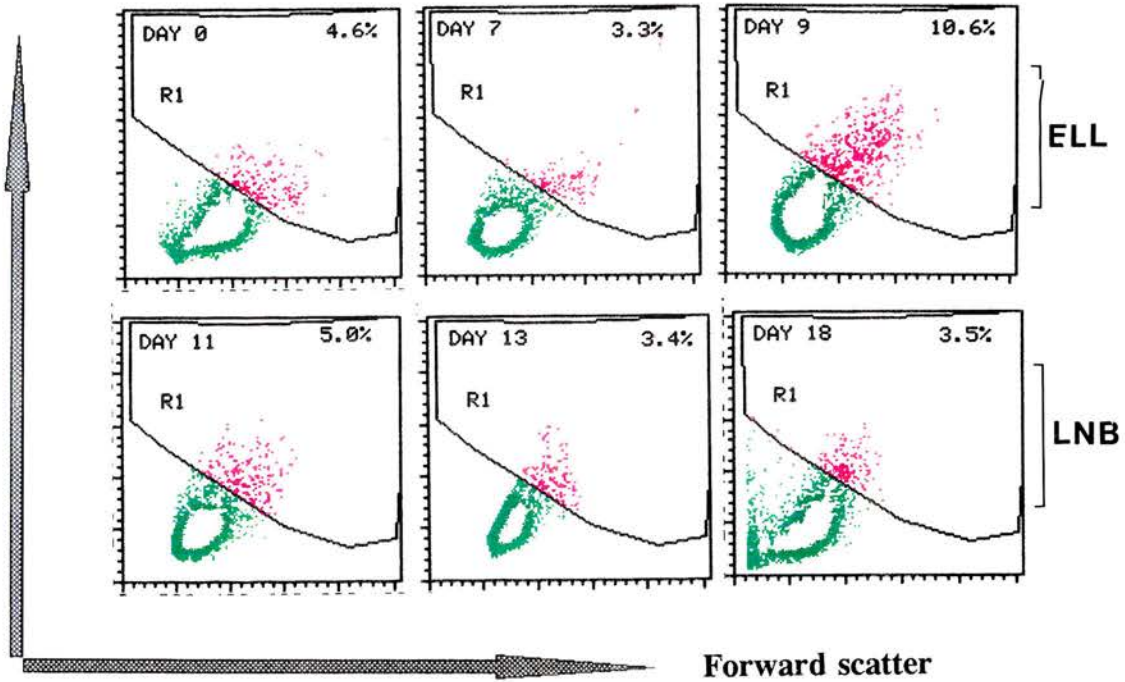 DAY 0 4.6%
R1
DAY 7 3.3%
R1
DAY 9 10.6%
R1
ELL
DAY 11 5.0%
R1
DAY 13 3.4%
R1
DAY 18 3.5%
R1
LNB
Forward scatter